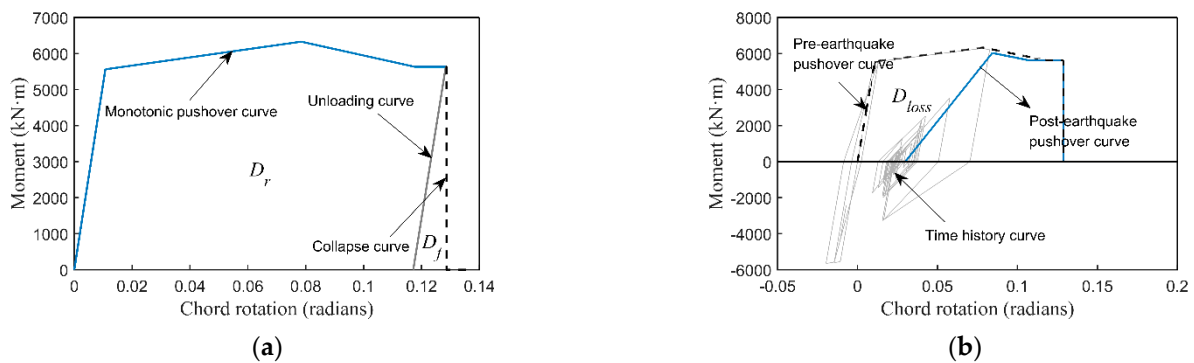 7000
6000
5000
4000
3000
2000
1000
0
Moment (kN·m)
Monotonic pushover curve
Unloading curve
D_r
Collapse curve
D_f
0 0.02 0.04 0.06 0.08 0.1 0.12 0.14
Chord rotation (radians)
(a)
8000
6000
4000
2000
0
-2000
-4000
-6000
Moment (kN·m)
Pre-earthquake
pushover curve
D_loss
Post-earthquake
pushover curve
Time history curve
-0.05 0 0.05 0.1 0.15 0.2
Chord rotation (radians)
(b)